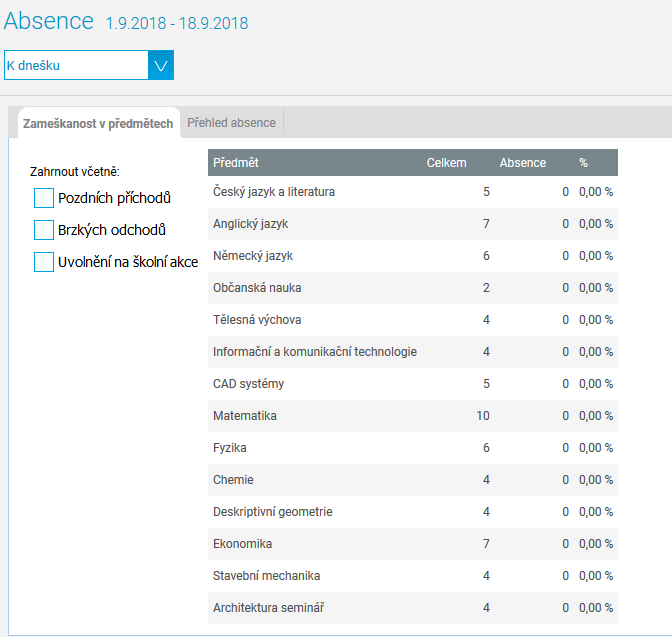 Absence 1.9.2018 - 18.9.2018
K dnešku
Zameškanost v předmětech Přehled absence
Zahrnout včetně:
Pozdních příchodů
Brzkých odchodů
Uvolnění na školní akce
Předmět Celkem Absence %
Český jazyk a literatura 5 0 0,00 %
Anglický jazyk 7 0 0,00 %
Německý jazyk 6 0 0,00 %
Občanská nauka 2 0 0,00 %
Tělesná výchova 4 0 0,00 %
Informační a komunikační technologie 4 0 0,00 %
CAD systémy 5 0 0,00 %
Matematika 10 0 0,00 %
Fyzika 6 0 0,00 %
Chemie 4 0 0,00 %
Deskriptivní geometrie 4 0 0,00 %
Ekonomika 7 0 0,00 %
Stavební mechanika 4 0 0,00 %
Architektura seminář 4 0 0,00 %